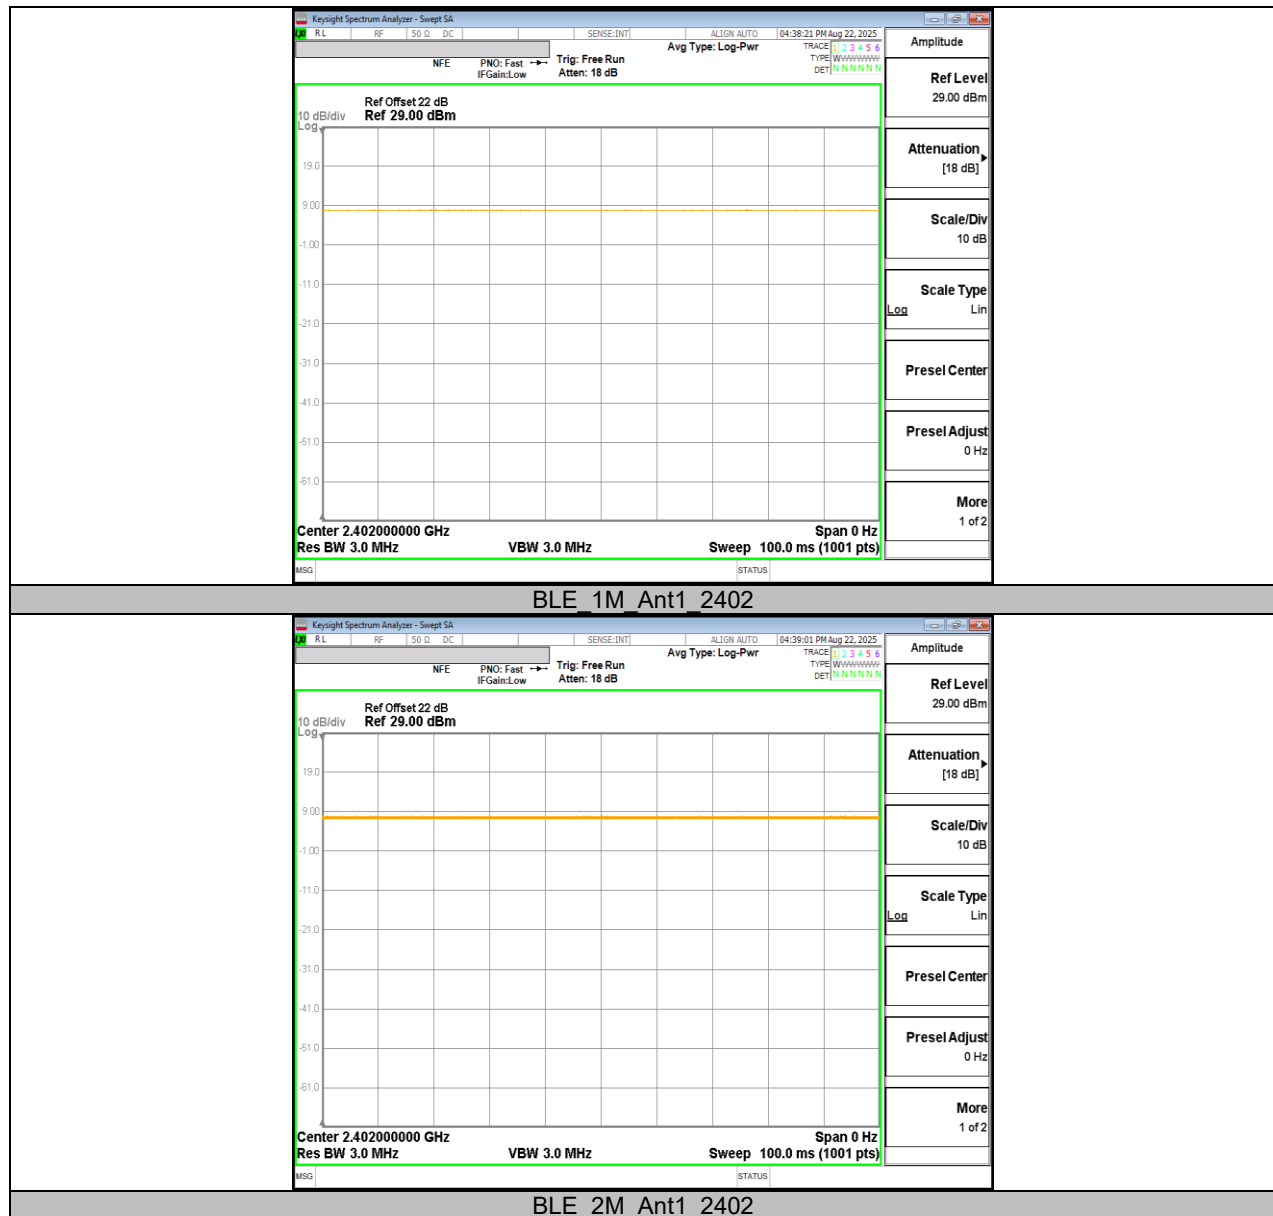 Keysight Spectrum Analyzer - Swept SA
LXI RL RF 50 Ω DC SENSE:INT ALIGN AUTO 04:38:21 PM Aug 22, 2025
Avg Type: Log-Pwr TRACE 1 2 3 4 5 6
NFE PNO: Fast Trig: Free Run TYPE WWWWWW
IFGain:Low Atten: 18 dB DET N N N N N N
Amplitude
Ref Level
29.00 dBm
Ref Offset 22 dB
10 dB/div Ref 29.00 dBm
Log
19.0
9.00
-1.00
-11.0
-21.0
-31.0
-41.0
-51.0
-61.0
Attenuation
[18 dB]
Scale/Div
10 dB
Scale Type
Log Lin
Presel Center
Presel Adjust
0 Hz
More
1 of 2
Center 2.402000000 GHz Span 0 Hz
Res BW 3.0 MHz VBW 3.0 MHz Sweep 100.0 ms (1001 pts)
MSG STATUS
BLE_1M_Ant1_2402
Keysight Spectrum Analyzer - Swept SA
LXI RL RF 50 Ω DC SENSE:INT ALIGN AUTO 04:39:01 PM Aug 22, 2025
Avg Type: Log-Pwr TRACE 1 2 3 4 5 6
NFE PNO: Fast Trig: Free Run TYPE WWWWWW
IFGain:Low Atten: 18 dB DET N N N N N N
Amplitude
Ref Level
29.00 dBm
Ref Offset 22 dB
10 dB/div Ref 29.00 dBm
Log
19.0
9.00
-1.00
-11.0
-21.0
-31.0
-41.0
-51.0
-61.0
Attenuation
[18 dB]
Scale/Div
10 dB
Scale Type
Log Lin
Presel Center
Presel Adjust
0 Hz
More
1 of 2
Center 2.402000000 GHz Span 0 Hz
Res BW 3.0 MHz VBW 3.0 MHz Sweep 100.0 ms (1001 pts)
MSG STATUS
BLE_2M_Ant1_2402